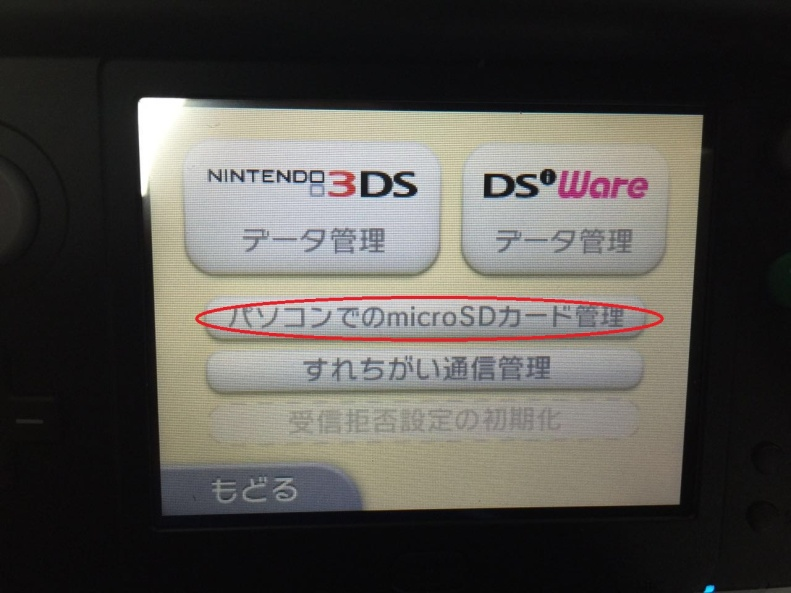 NINTENDO 3DS
データ管理
DSiWare
データ管理
パソコンでのmicroSDカード管理
すれちがい通信管理
受信拒否設定の初期化
もどる